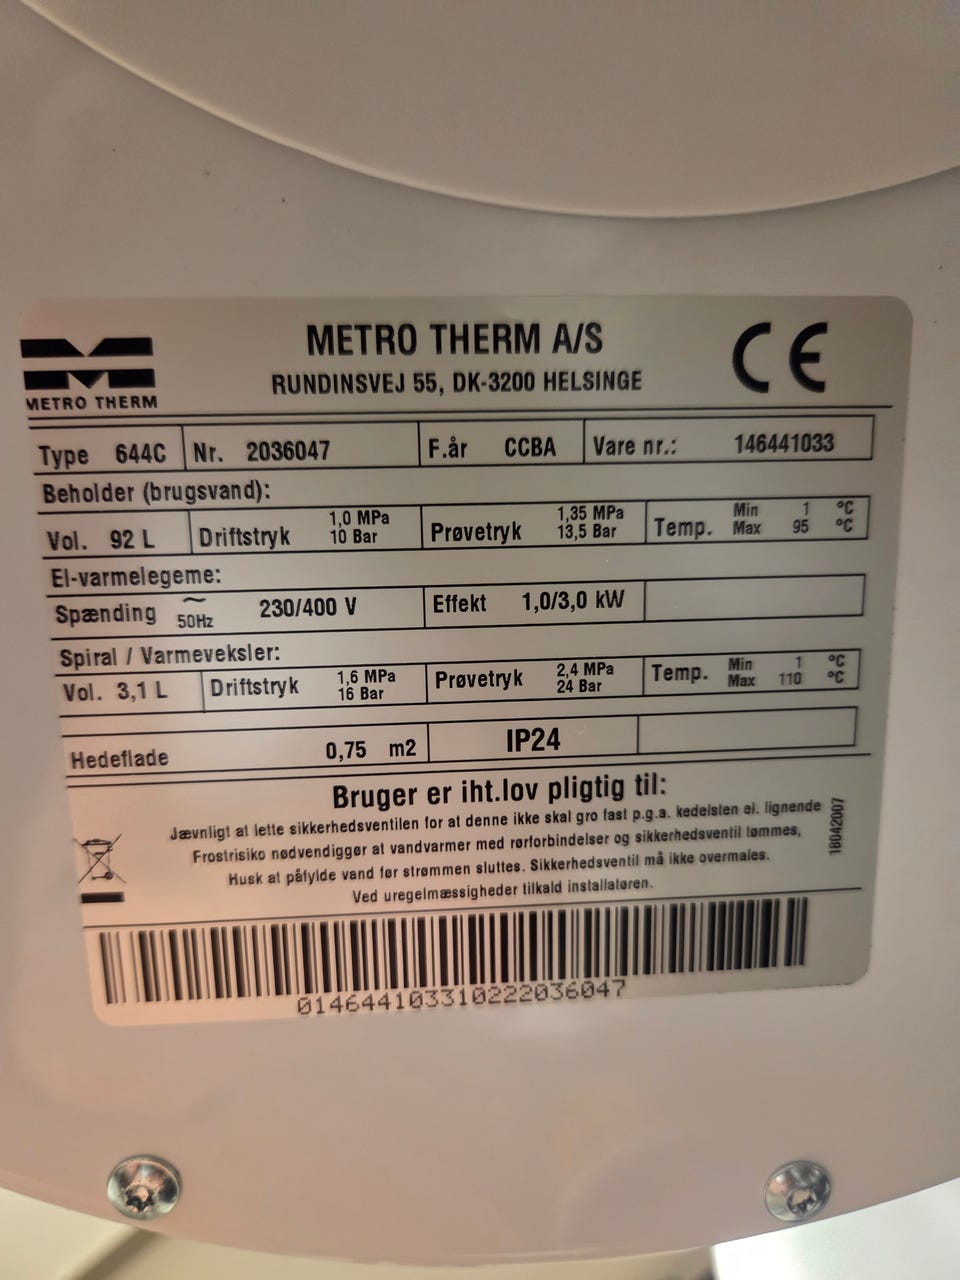 METRO THERM
METRO THERM A/S
RUNDINSVEJ 55, DK-3200 HELSINGE
CE
Type 644C Nr. 2036047 F.år CCBA Vare nr.: 146441033
Beholder (brugsvand):
Vol. 92 L Driftstryk 1,0 MPa 10 Bar Prøvetryk 1,35 MPa 13,5 Bar Temp. Min 1 °C Max 95 °C
El-varmelegeme:
Spænding ~ 50Hz 230/400 V Effekt 1,0/3,0 kW
Spiral / Varmeveksler:
Vol. 3,1 L Driftstryk 1,6 MPa 16 Bar Prøvetryk 2,4 MPa 24 Bar Temp. Min 1 °C Max 110 °C
Hedeflade 0,75 m2 IP24
Bruger er iht.lov pligtig til:
Jævnligt at lette sikkerhedsventilen for at denne ikke skal gro fast p.g.a. kedelsten el. lignende
Frostrisiko nødvendiggør at vandvarmer med rørforbindelser og sikkerhedsventil tømmes,
Husk at påfylde vand før strømmen sluttes. Sikkerhedsventil må ikke overmales.
Ved uregelmæssigheder tilkald installatøren.
18042007
014644103310222036047